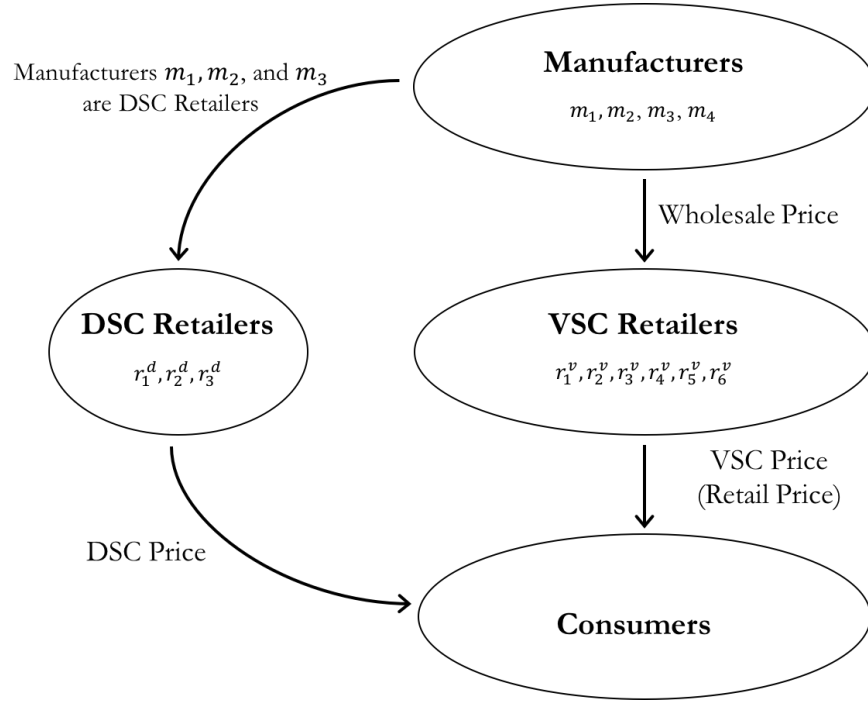 Manufacturers
m₁, m₂, m₃, m₄
Manufacturers m₁, m₂, and m₃
are DSC Retailers
Wholesale Price
DSC Retailers
r₁ᵈ, r₂ᵈ, r₃ᵈ
VSC Retailers
r₁ᵛ, r₂ᵛ, r₃ᵛ, r₄ᵛ, r₅ᵛ, r₆ᵛ
VSC Price
(Retail Price)
DSC Price
Consumers